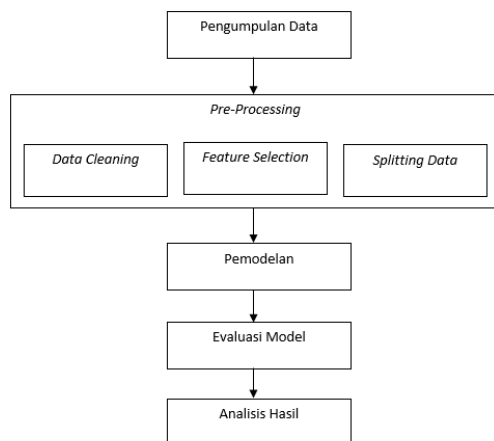 Pengumpulan Data
Pre-Processing
Data Cleaning
Feature Selection
Splitting Data
Pemodelan
Evaluasi Model
Analisis Hasil